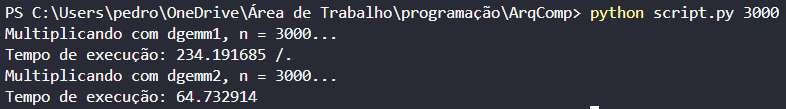 PS C:\Users\pedro\OneDrive\Área de Trabalho\programação\ArqComp> python script.py 3000
Multiplicando com dgemm1, n = 3000...
Tempo de execução: 234.191685 /.
Multiplicando com dgemm2, n = 3000...
Tempo de execução: 64.732914